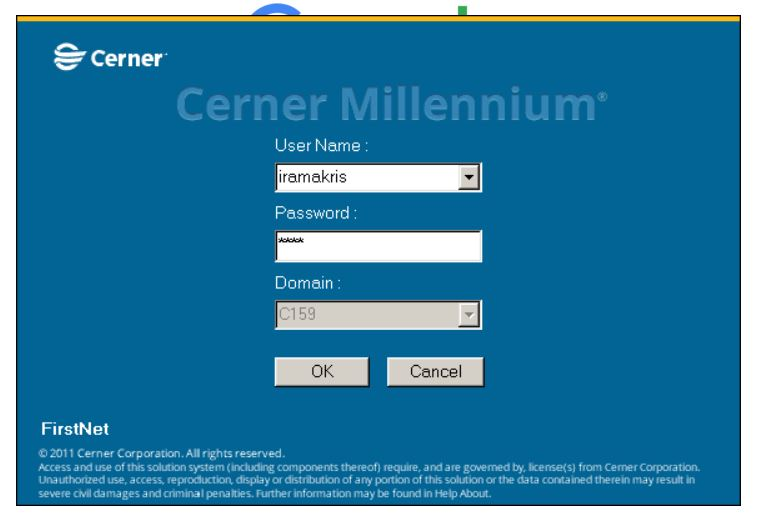 Cerner
Cerner Millennium®
User Name :
iramakris
Password :
****
Domain :
C159
OK Cancel
FirstNet
© 2011 Cerner Corporation. All rights reserved.
Access and use of this solution system (including components thereof) require, and are governed by, license(s) from Cerner Corporation.
Unauthorized use, access, reproduction, display or distribution of any portion of this solution or the data contained therein may result in
severe civil damages and criminal penalties. Further information may be found in Help About.